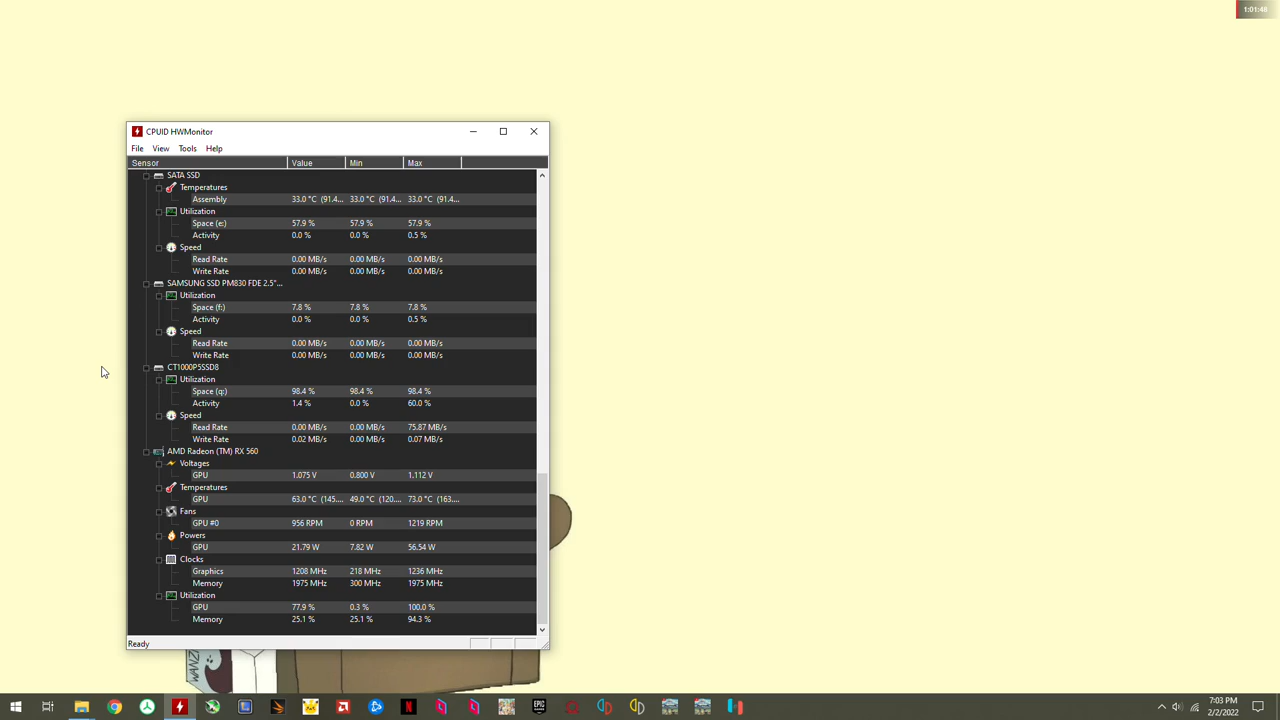 1:01:48
CPUID HWMonitor
File View Tools Help
Sensor Value Min Max
SATA SSD
Temperatures
Assembly 33.0 °C (91.4... 33.0 °C (91.4... 33.0 °C (91.4...
Utilization
Space (e:) 57.9 % 57.9 % 57.9 %
Activity 0.0 % 0.0 % 0.5 %
Speed
Read Rate 0.00 MB/s 0.00 MB/s 0.00 MB/s
Write Rate 0.00 MB/s 0.00 MB/s 0.00 MB/s
SAMSUNG SSD PM830 FDE 2.5"...
Utilization
Space (f:) 7.8 % 7.8 % 7.8 %
Activity 0.0 % 0.0 % 0.5 %
Speed
Read Rate 0.00 MB/s 0.00 MB/s 0.00 MB/s
Write Rate 0.00 MB/s 0.00 MB/s 0.00 MB/s
CT1000P5SSD8
Utilization
Space (q:) 98.4 % 98.4 % 98.4 %
Activity 1.4 % 0.0 % 60.0 %
Speed
Read Rate 0.00 MB/s 0.00 MB/s 75.87 MB/s
Write Rate 0.02 MB/s 0.00 MB/s 0.07 MB/s
AMD Radeon (TM) RX 560
Voltages
GPU 1.075 V 0.800 V 1.112 V
Temperatures
GPU 63.0 °C (145.... 49.0 °C (120.... 73.0 °C (163....
Fans
GPU #0 956 RPM 0 RPM 1219 RPM
Powers
GPU 21.79 W 7.82 W 56.54 W
Clocks
Graphics 1208 MHz 218 MHz 1236 MHz
Memory 1975 MHz 300 MHz 1975 MHz
Utilization
GPU 77.9 % 0.3 % 100.0 %
Memory 25.1 % 25.1 % 94.3 %
Ready
N
EPIC GAMES
7:03 PM
2/2/2022